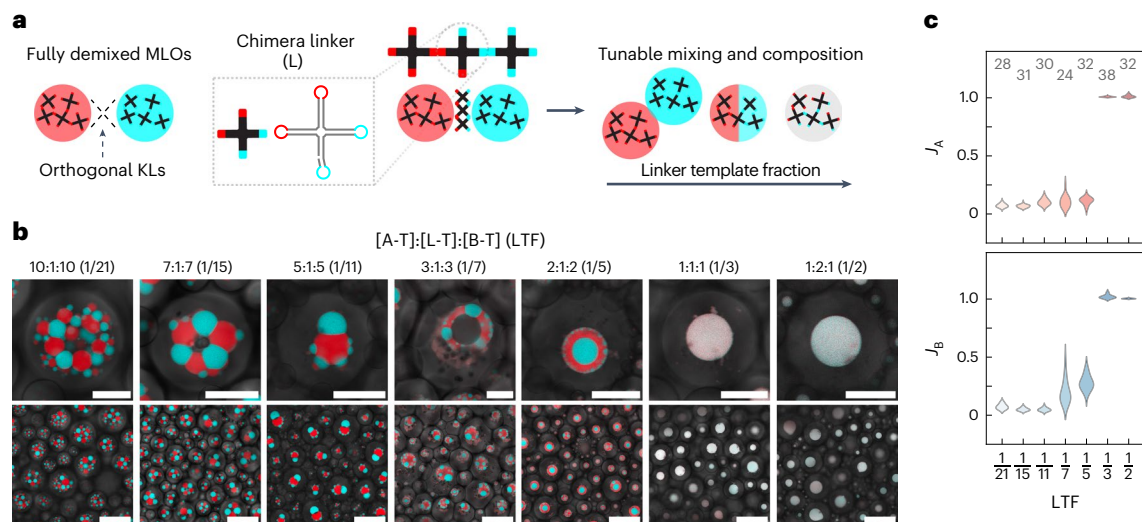 a
Fully demixed MLOs
Orthogonal KLs
Chimera linker
(L)
Tunable mixing and composition
Linker template fraction
b
[A-T]:[L-T]:[B-T] (LTF)
10:1:10 (1/21)
7:1:7 (1/15)
5:1:5 (1/11)
3:1:3 (1/7)
2:1:2 (1/5)
1:1:1 (1/3)
1:2:1 (1/2)
c
28 30 32 32
31 24 38
1.0
0.5
0
J_A
1.0
0.5
0
J_B
1/21 1/15 1/11 1/7 1/5 1/3 1/2
LTF